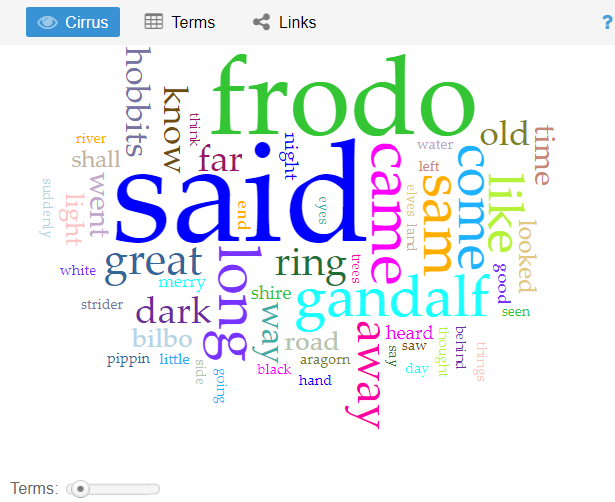 Cirrus Terms Links ?
frodo
hobbits
know
think
river
shall
far
night
old
time
water
left
said
came
come
sam
like
looked
suddenly
light
went
end
eyes
elves land
great
ring
trees
good
white
merry
long
shire
gandalf
seen
strider
dark
way
away
bilbo
road
heard
saw
say
thought
behind
things
pippin
little
side
going
black
aragorn
hand
day
Terms: